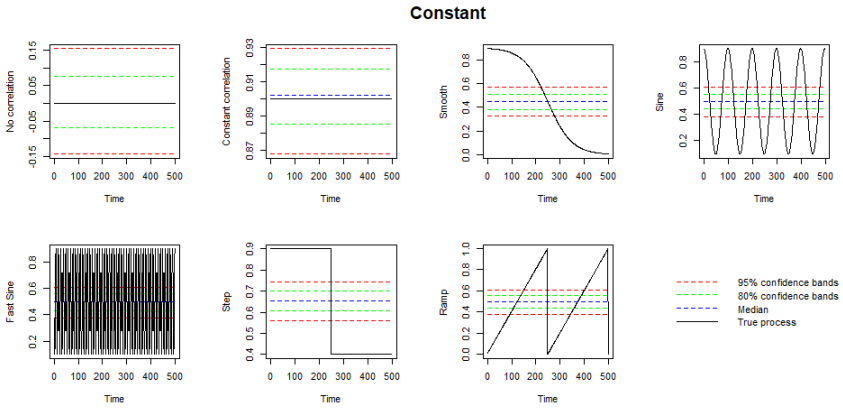 Constant
No correlation
-0.15 -0.05 0.05 0.15
0 100 200 300 400 500
Time
Constant correlation
0.87 0.89 0.91 0.93
0 100 200 300 400 500
Time
Smooth
0.0 0.2 0.4 0.6 0.8
0 100 200 300 400 500
Time
Sine
0.2 0.4 0.6 0.8
0 100 200 300 400 500
Time
Fast Sine
0.2 0.4 0.6 0.8
0 100 200 300 400 500
Time
Step
0.4 0.5 0.6 0.7 0.8 0.9
0 100 200 300 400 500
Time
Ramp
0.0 0.2 0.4 0.6 0.8 1.0
0 100 200 300 400 500
Time
95% confidence bands
80% confidence bands
Median
True process